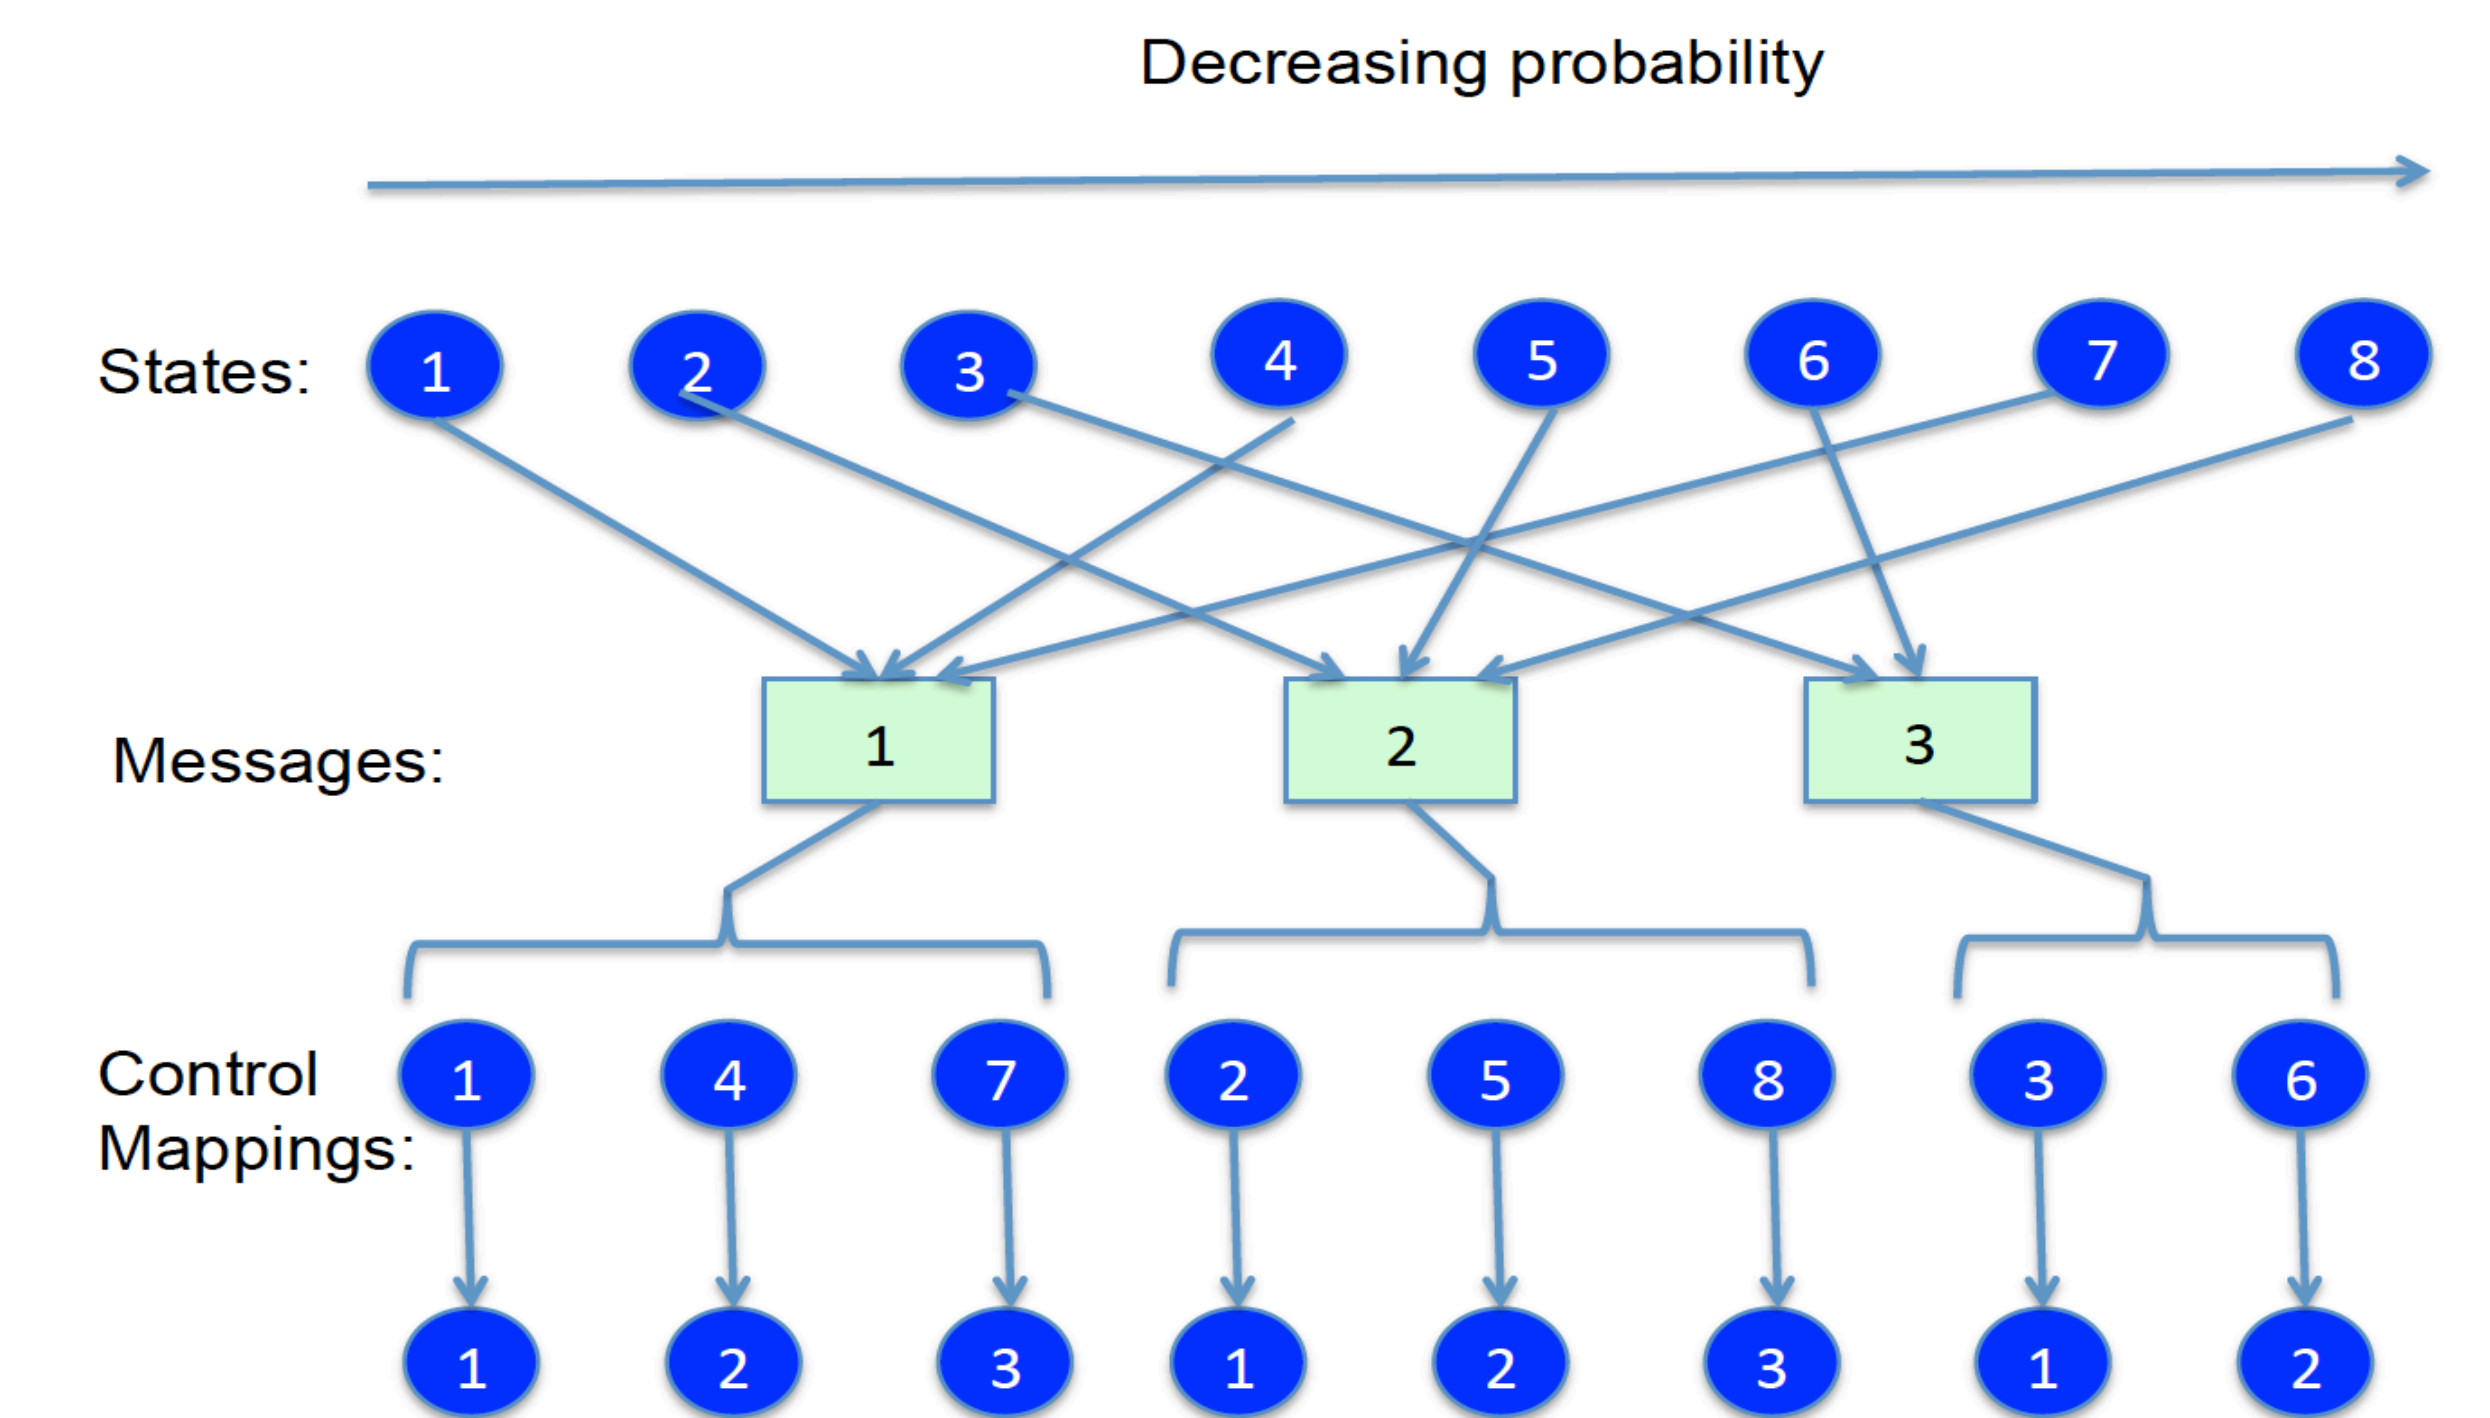 Decreasing probability
States: 1 2 3 4 5 6 7 8
Messages: 1 2 3
Control
Mappings:
1 4 7 2 5 8 3 6
1 2 3 1 2 3 1 2